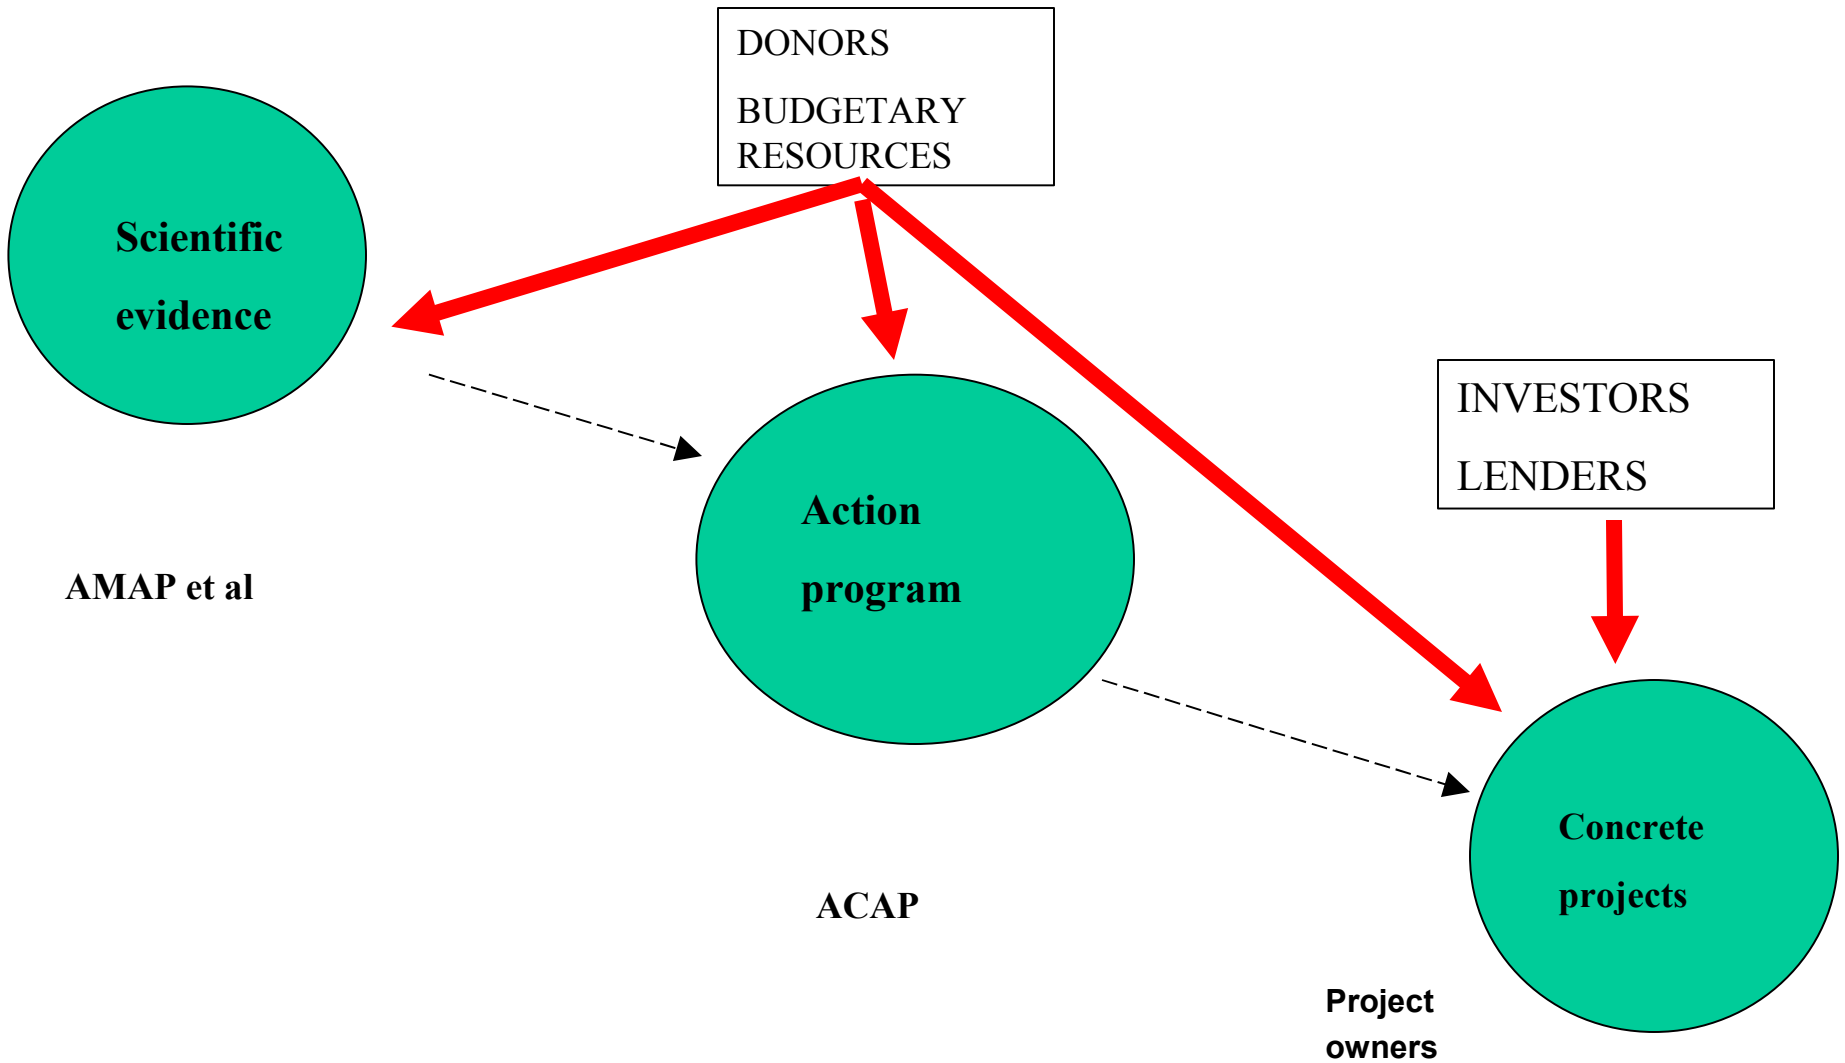 DONORS
BUDGETARY
RESOURCES
Scientific
evidence
INVESTORS
LENDERS
Action
program
AMAP et al
Concrete
projects
ACAP
Project
owners